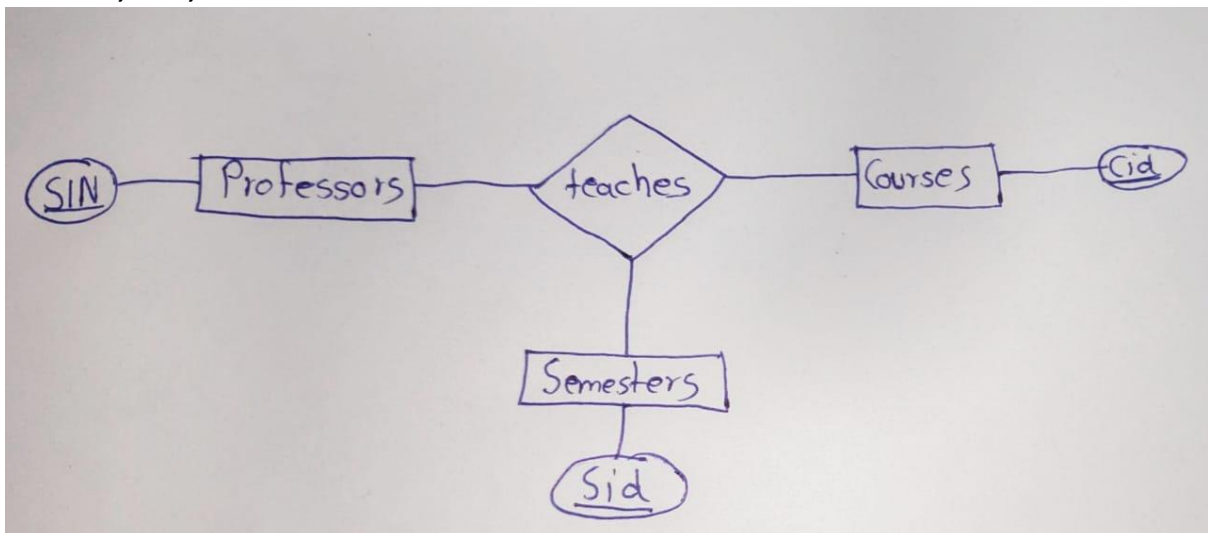 SIN
Professors
teaches
Courses
Cid
Semesters
Sid